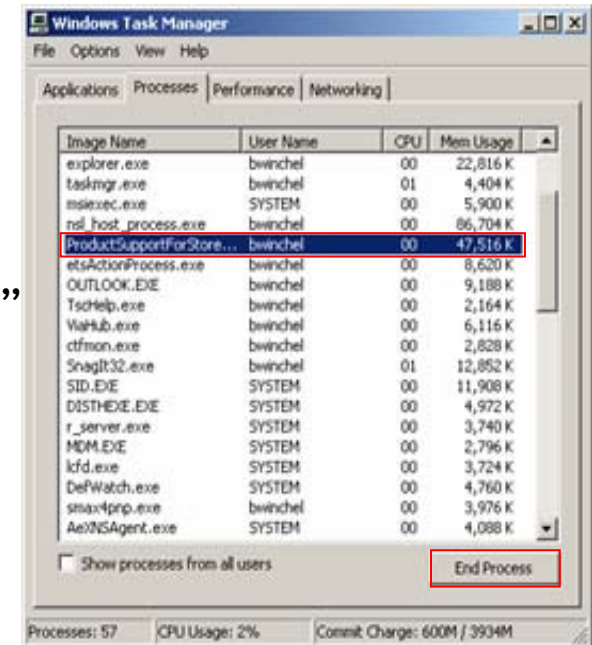 Windows Task Manager
File Options View Help
Applications Processes Performance Networking
Image Name User Name CPU Mem Usage
explorer.exe bwinchel 00 22,816 K
taskmgr.exe bwinchel 01 4,404 K
msiexec.exe SYSTEM 00 5,900 K
nsl_host_process.exe bwinchel 00 86,704 K
ProductSupportForStore... bwinchel 00 47,516 K
etsActionProcess.exe bwinchel 00 8,620 K
OUTLOOK.EXE bwinchel 00 9,188 K
TscHelp.exe bwinchel 00 2,164 K
ViaHub.exe bwinchel 00 6,116 K
ctfmon.exe bwinchel 00 2,828 K
SnagIt32.exe bwinchel 01 12,852 K
SID.EXE SYSTEM 00 11,908 K
DISTHEXE.EXE SYSTEM 00 4,972 K
r_server.exe SYSTEM 00 3,740 K
MDM.EXE SYSTEM 00 2,796 K
lcfd.exe SYSTEM 00 3,724 K
DefWatch.exe SYSTEM 00 4,760 K
smax4pnp.exe bwinchel 00 3,976 K
AeXNSAgent.exe SYSTEM 00 4,088 K
”
Show processes from all users End Process
Processes: 57 CPU Usage: 2% Commit Charge: 600M / 3934M